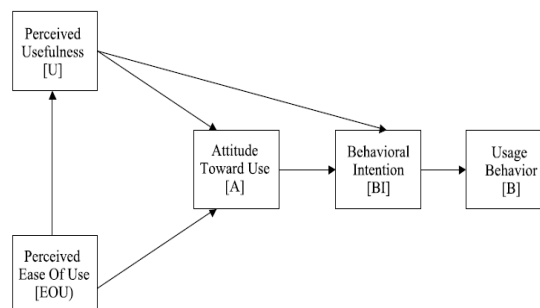 Perceived
Usefulness
[U]
Attitude
Toward Use
[A]
Behavioral
Intention
[BI]
Usage
Behavior
[B]
Perceived
Ease Of Use
[EOU)